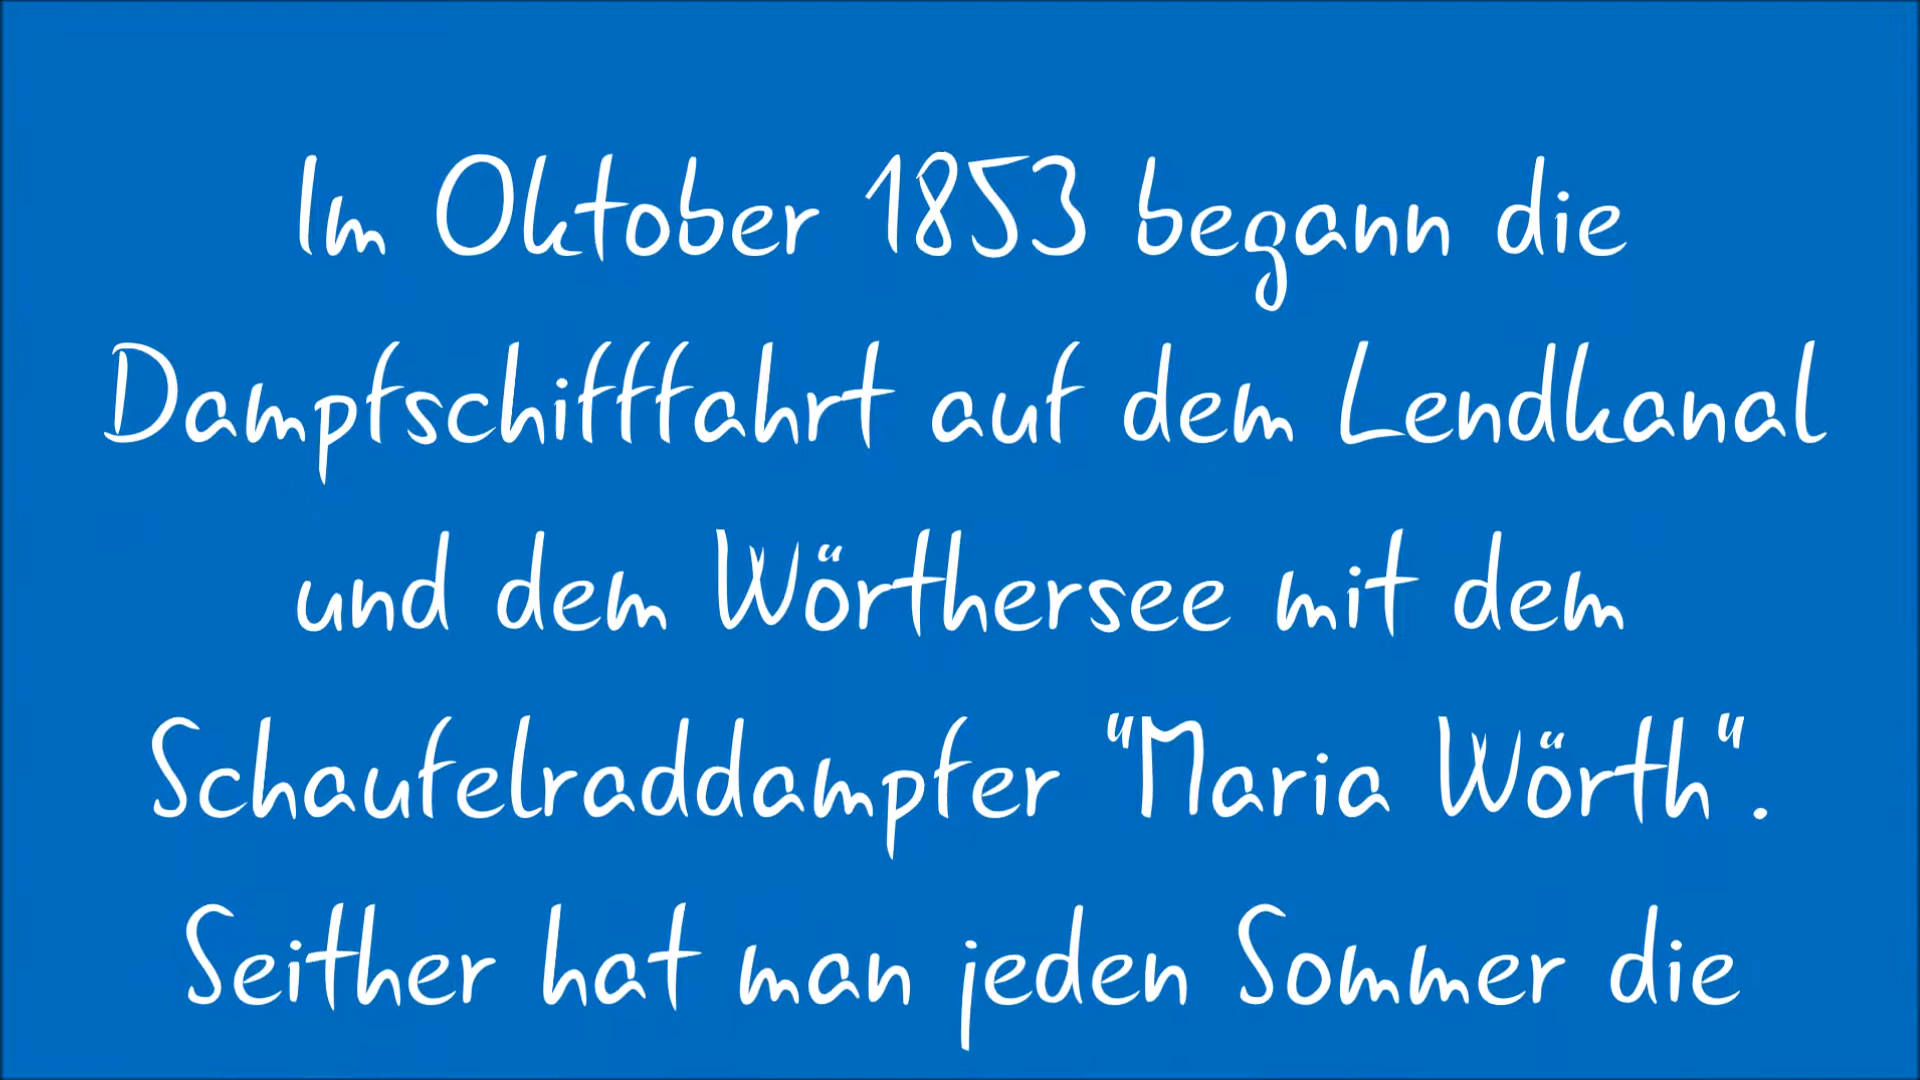 Im Oktober 1853 begann die
Dampfschifffahrt auf dem Lendkanal
und dem Wörthersee mit dem
Schaufelraddampfer "Maria Wörth".
Seither hat man jeden Sommer die